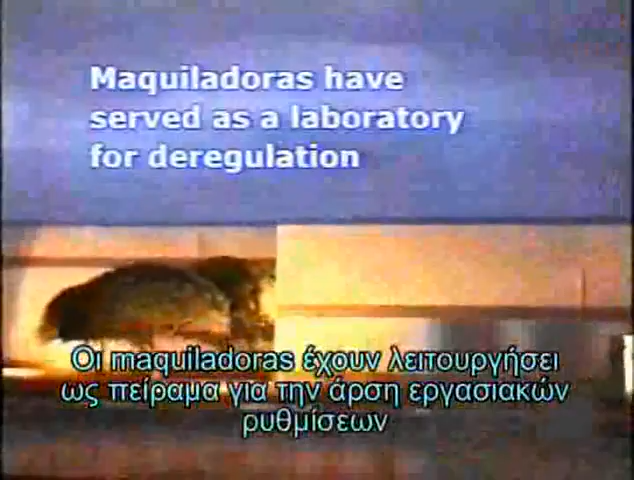 Maquiladoras have
served as a laboratory
for deregulation
Οι maquiladoras έχουν λειτουργήσει
ως πείραμα για την άρση εργασιακών
ρυθμίσεων